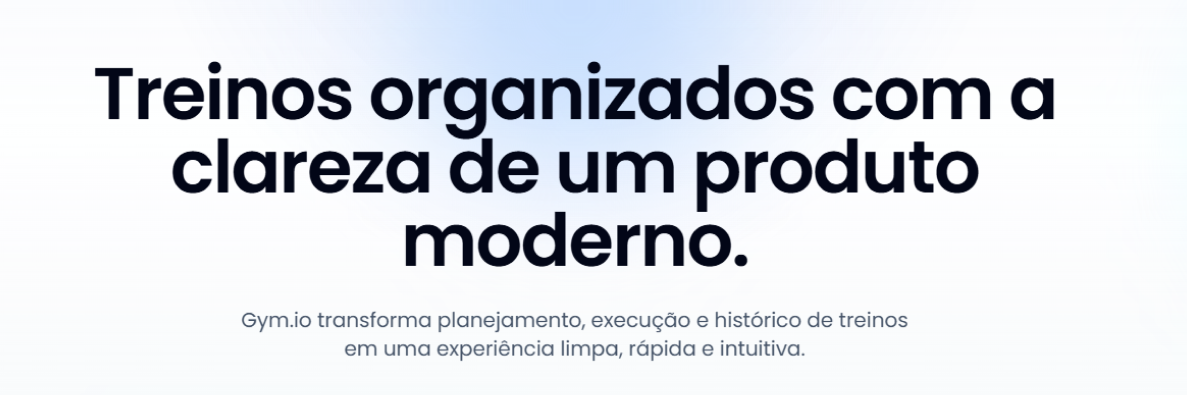 Treinos organizados com a
clareza de um produto
moderno.
Gym.io transforma planejamento, execução e histórico de treinos
em uma experiência limpa, rápida e intuitiva.